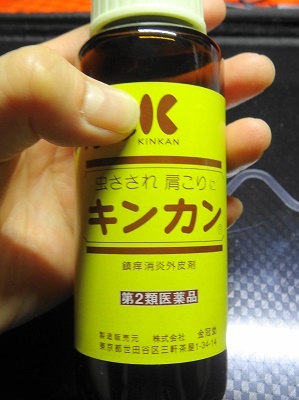 KINKAN
虫さされ 肩こりに
キンカン®
鎮痒消炎外皮剤
第2類医薬品
製造販売元 株式会社 金冠堂
東京都世田谷区三軒茶屋1-34-14